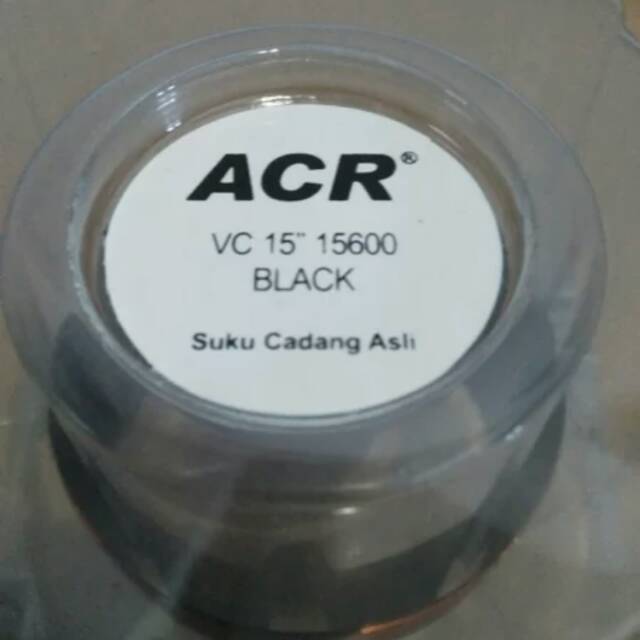 ACR®
VC 15" 15600
BLACK
Suku Cadang Asli